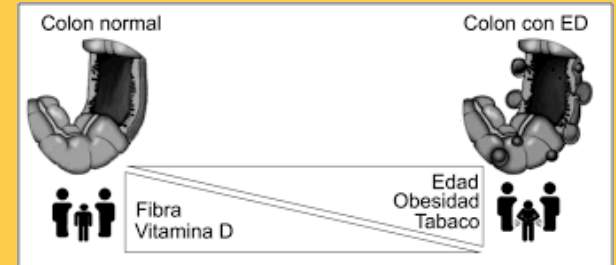 Colon normal
Colon con ED
Fibra
Vitamina D
Edad
Obesidad
Tabaco